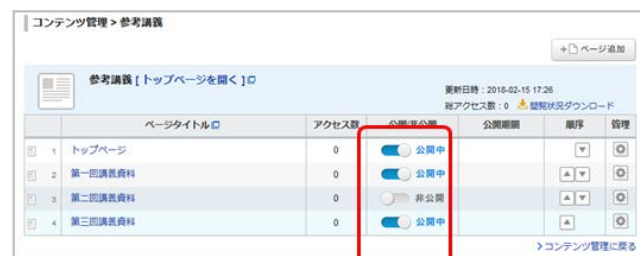 コンテンツ管理 > 参考講義
+ ページ追加
参考講義 [ トップページを開く ]
更新日時：2018-02-15 17:26
総アクセス数：0 閲覧状況ダウンロード
ページタイトル アクセス数 公開/非公開 公開期間 順序 管理
1 トップページ 0 公開中
2 第一回講義資料 0 公開中
3 第二回講義資料 0 非公開
4 第三回講義資料 0 公開中
コンテンツ管理に戻る